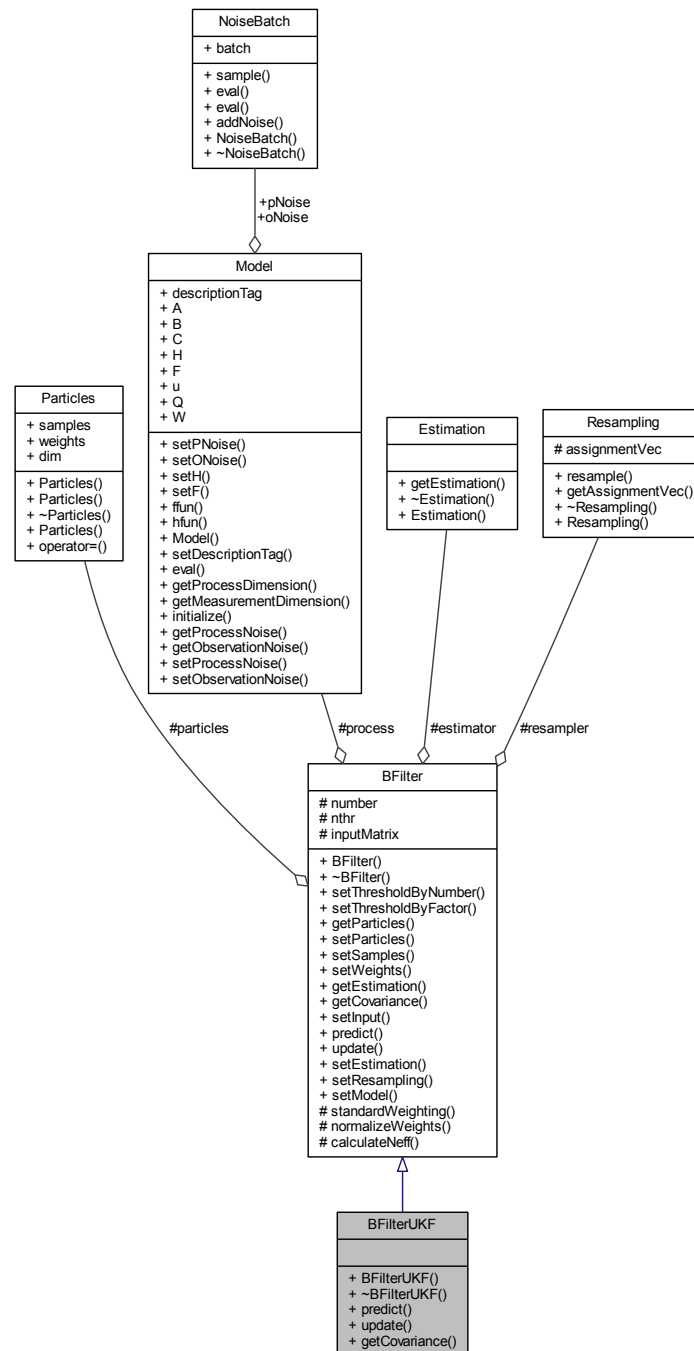 NoiseBatch
+ batch
+ sample()
+ eval()
+ eval()
+ addNoise()
+ NoiseBatch()
+ ~NoiseBatch()
+pNoise
+oNoise
Model
+ descriptionTag
+ A
+ B
+ C
+ H
+ F
+ u
+ Q
+ W
+ setPNoise()
+ setONoise()
+ setH()
+ setF()
+ ffun()
+ hfun()
+ Model()
+ setDescriptionTag()
+ eval()
+ getProcessDimension()
+ getMeasurementDimension()
+ initialize()
+ getProcessNoise()
+ getObservationNoise()
+ setProcessNoise()
+ setObservationNoise()
Particles
+ samples
+ weights
+ dim
+ Particles()
+ Particles()
+ ~Particles()
+ Particles()
+ operator=()
Estimation
+ getEstimation()
+ ~Estimation()
+ Estimation()
Resampling
# assignmentVec
+ resample()
+ getAssignmentVec()
+ ~Resampling()
+ Resampling()
#particles
#process
#estimator
#resampler
BFilter
# number
# nthr
# inputMatrix
+ BFilter()
+ ~BFilter()
+ setThresholdByNumber()
+ setThresholdByFactor()
+ getParticles()
+ setParticles()
+ setSamples()
+ setWeights()
+ getEstimation()
+ getCovariance()
+ setInput()
+ predict()
+ update()
+ setEstimation()
+ setResampling()
+ setModel()
# standardWeighting()
# normalizeWeights()
# calculateNeff()
BFilterUKF
+ BFilterUKF()
+ ~BFilterUKF()
+ predict()
+ update()
+ getCovariance()